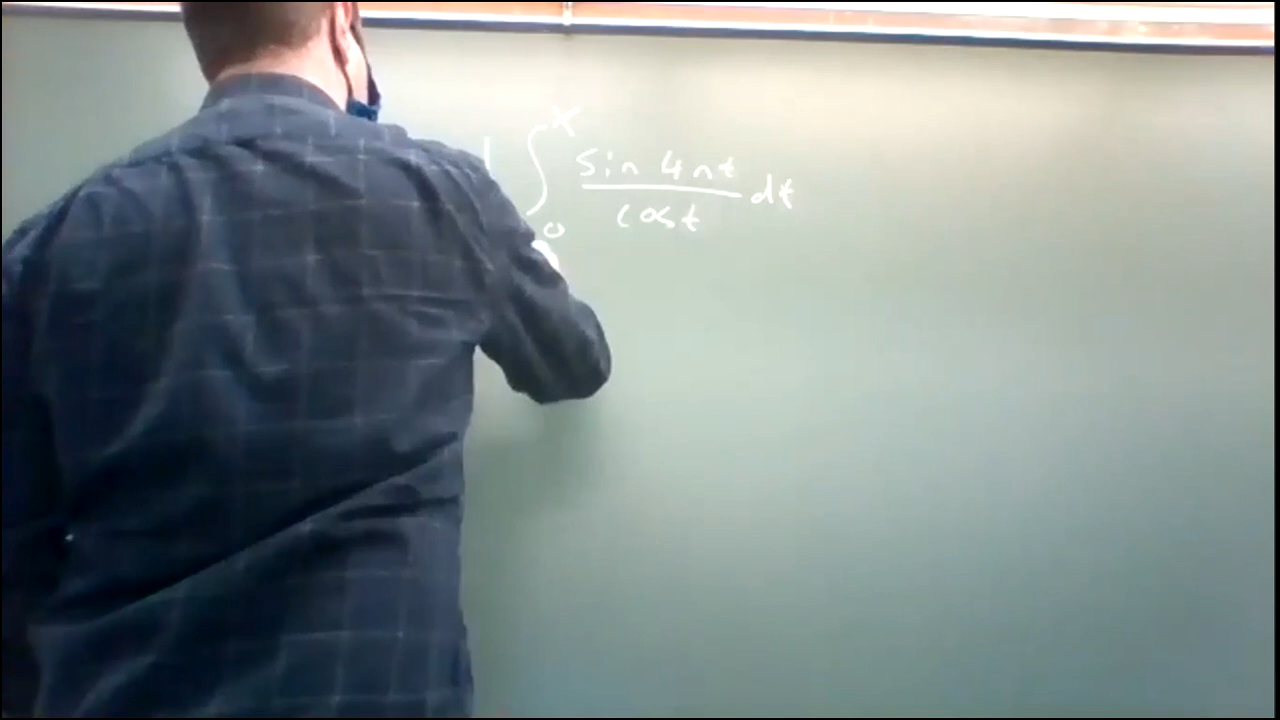 | ∫₀ˣ (sin 4nt)/(cos t) dt